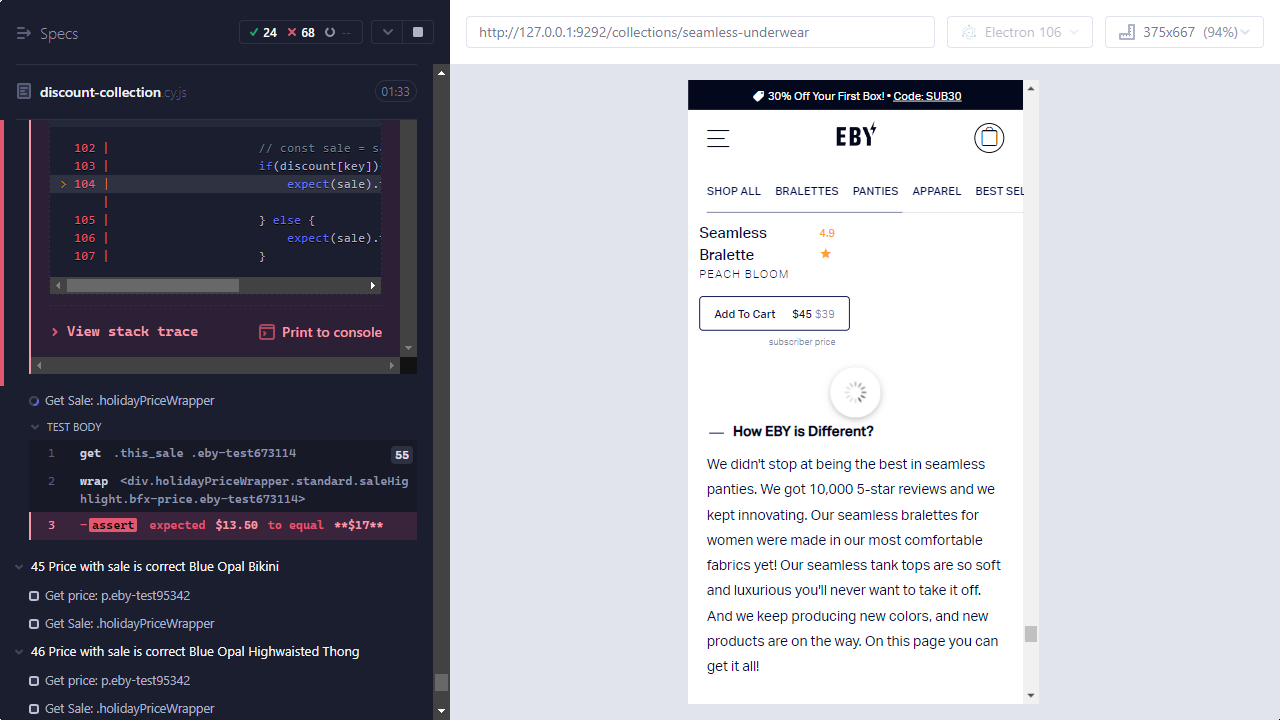 Specs
24 68 --
discount-collection.cy.js
01:33
102 | // const sale = s
103 | if(discount[key])
> 104 | expect(sale).
|
105 | } else {
106 | expect(sale).
107 | }
> View stack trace
Print to console
Get Sale: .holidayPriceWrapper
TEST BODY
1 get .this_sale .eby-test673114 55
2 wrap <div.holidayPriceWrapper.standard.saleHig
hlight.bfx-price.eby-test673114>
3 -assert expected $13.50 to equal **$17**
45 Price with sale is correct Blue Opal Bikini
Get price: p.eby-test95342
Get Sale: .holidayPriceWrapper
46 Price with sale is correct Blue Opal Highwaisted Thong
Get price: p.eby-test95342
Get Sale: .holidayPriceWrapper
http://127.0.0.1:9292/collections/seamless-underwear
Electron 106
375x667 (94%)
30% Off Your First Box! • Code: SUB30
EBY
SHOP ALL BRALETTES PANTIES APPAREL BEST SEL
Seamless
Bralette
4.9
PEACH BLOOM
Add To Cart $45 $39
subscriber price
— How EBY is Different?
We didn't stop at being the best in seamless
panties. We got 10,000 5-star reviews and we
kept innovating. Our seamless bralettes for
women were made in our most comfortable
fabrics yet! Our seamless tank tops are so soft
and luxurious you'll never want to take it off.
And we keep producing new colors, and new
products are on the way. On this page you can
get it all!